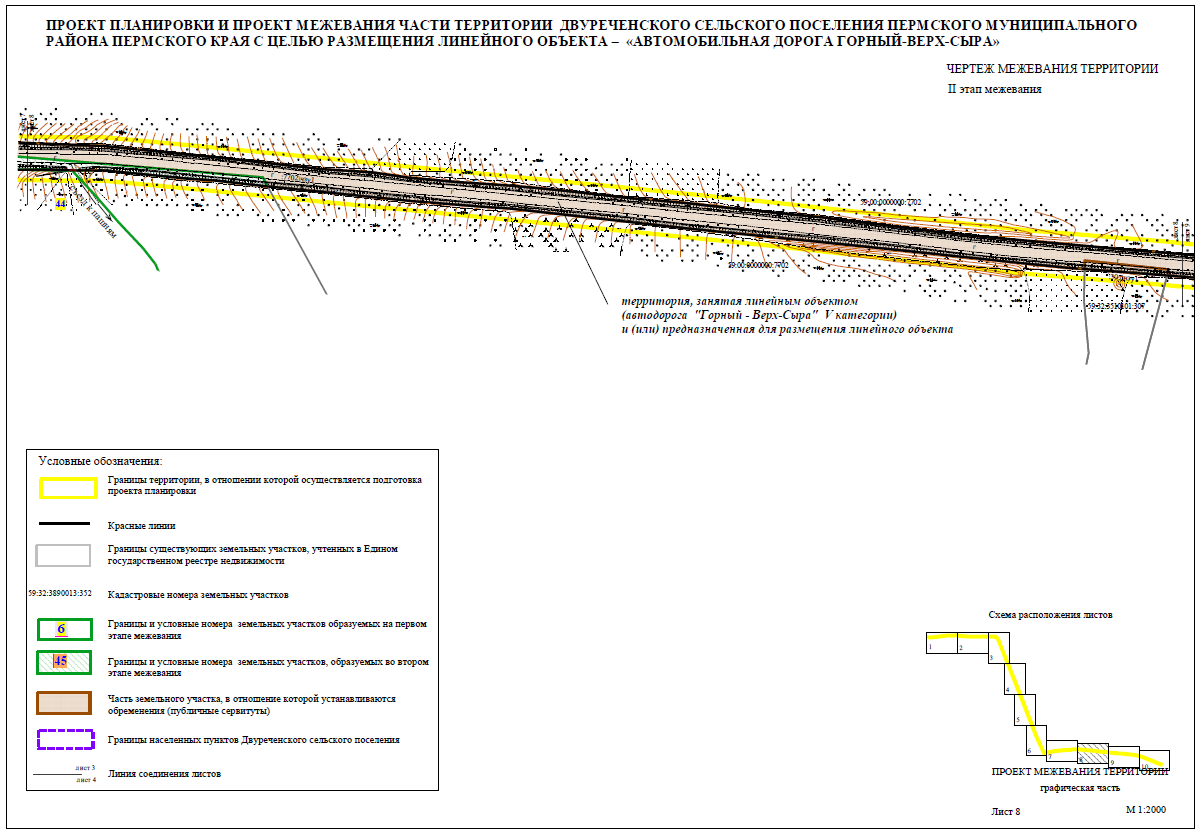 ПРОЕКТ ПЛАНИРОВКИ И ПРОЕКТ МЕЖЕВАНИЯ ЧАСТИ ТЕРРИТОРИИ ДВУРЕЧЕНСКОГО СЕЛЬСКОГО ПОСЕЛЕНИЯ ПЕРМСКОГО МУНИЦИПАЛЬНОГО
РАЙОНА ПЕРМСКОГО КРАЯ С ЦЕЛЬЮ РАЗМЕЩЕНИЯ ЛИНЕЙНОГО ОБЪЕКТА – «АВТОМОБИЛЬНАЯ ДОРОГА ГОРНЫЙ-ВЕРХ-СЫРА»
ЧЕРТЕЖ МЕЖЕВАНИЯ ТЕРРИТОРИИ
II этап межевания
44
59:00:0000000:7702
59:00:0000000:7702
территория, занятая линейным объектом
(автодорога "Горный - Верх-Сыра" V категории)
и (или) предназначенная для размещения линейного объекта
Условные обозначения:
Границы территории, в отношении которой осуществляется подготовка
проекта планировки
Красные линии
Границы существующих земельных участков, учтенных в Едином
государственном реестре недвижимости
59:32:3890013:352 Кадастровые номера земельных участков
6 Границы и условные номера земельных участков образуемых на первом
этапе межевания
45 Границы и условные номера земельных участков, образуемых во втором
этапе межевания
Часть земельного участка, в отношение которой устанавливаются
обременения (публичные сервитуты)
Границы населенных пунктов Двуреченского сельского поселения
лист 3
лист 4
Линия соединения листов
Схема расположения листов
1 2
3
4
5
6 7 8 9 10
ПРОЕКТ МЕЖЕВАНИЯ ТЕРРИТОРИИ
графическая часть
Лист 8 М 1:2000